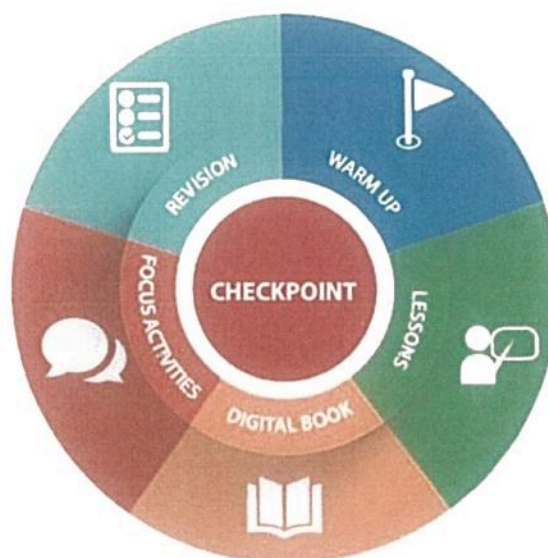 WARM UP
LESSONS
DIGITAL BOOK
FOCUS ACTIVITIES
REVISION
CHECKPOINT